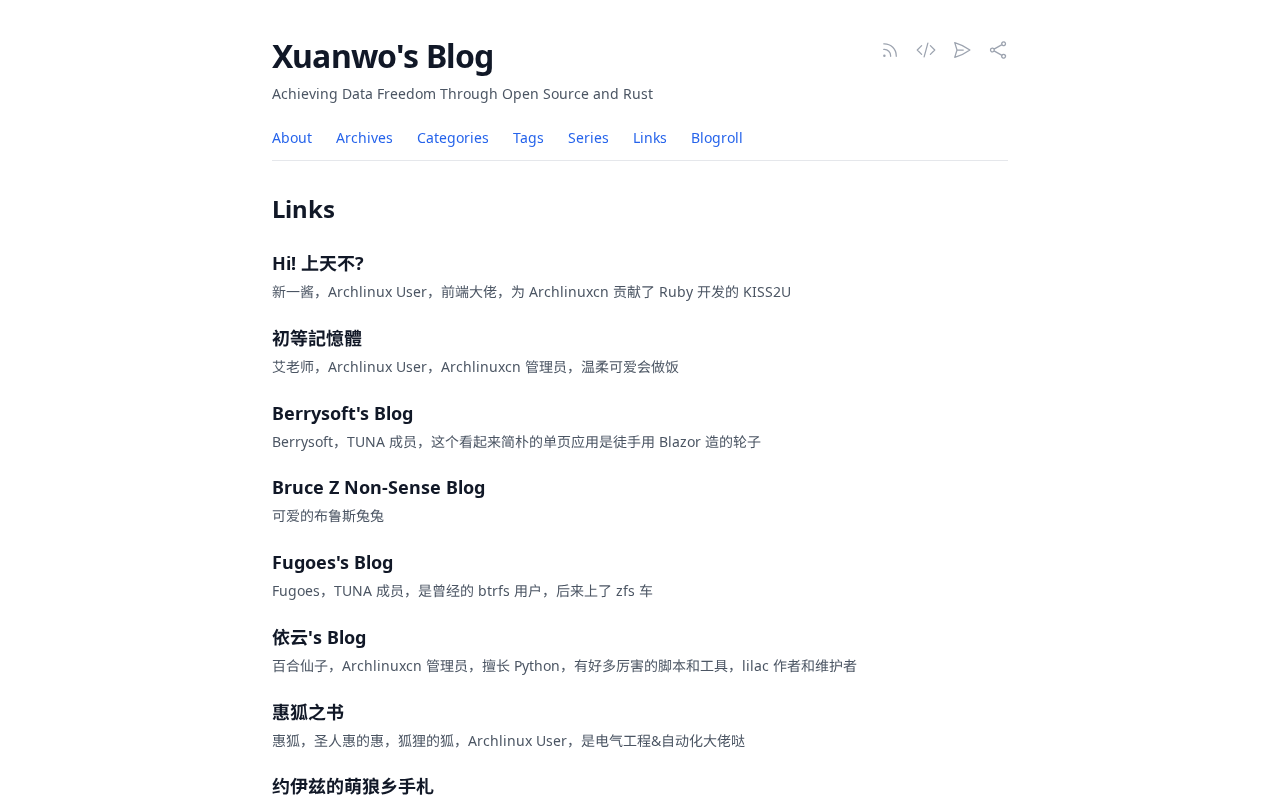 Xuanwo's Blog
Achieving Data Freedom Through Open Source and Rust
About Archives Categories Tags Series Links Blogroll
Links
Hi! 上天不?
新一酱，Archlinux User，前端大佬，为 Archlinuxcn 贡献了 Ruby 开发的 KISS2U
初等記憶體
艾老师，Archlinux User，Archlinuxcn 管理员，温柔可爱会做饭
Berrysoft's Blog
Berrysoft，TUNA 成员，这个看起来简朴的单页应用是徒手用 Blazor 造的轮子
Bruce Z Non-Sense Blog
可爱的布鲁斯兔兔
Fugoes's Blog
Fugoes，TUNA 成员，是曾经的 btrfs 用户，后来上了 zfs 车
依云's Blog
百合仙子，Archlinuxcn 管理员，擅长 Python，有好多厉害的脚本和工具，lilac 作者和维护者
惠狐之书
惠狐，圣人惠的惠，狐狸的狐，Archlinux User，是电气工程&自动化大佬哒
约伊兹的萌狼乡手札